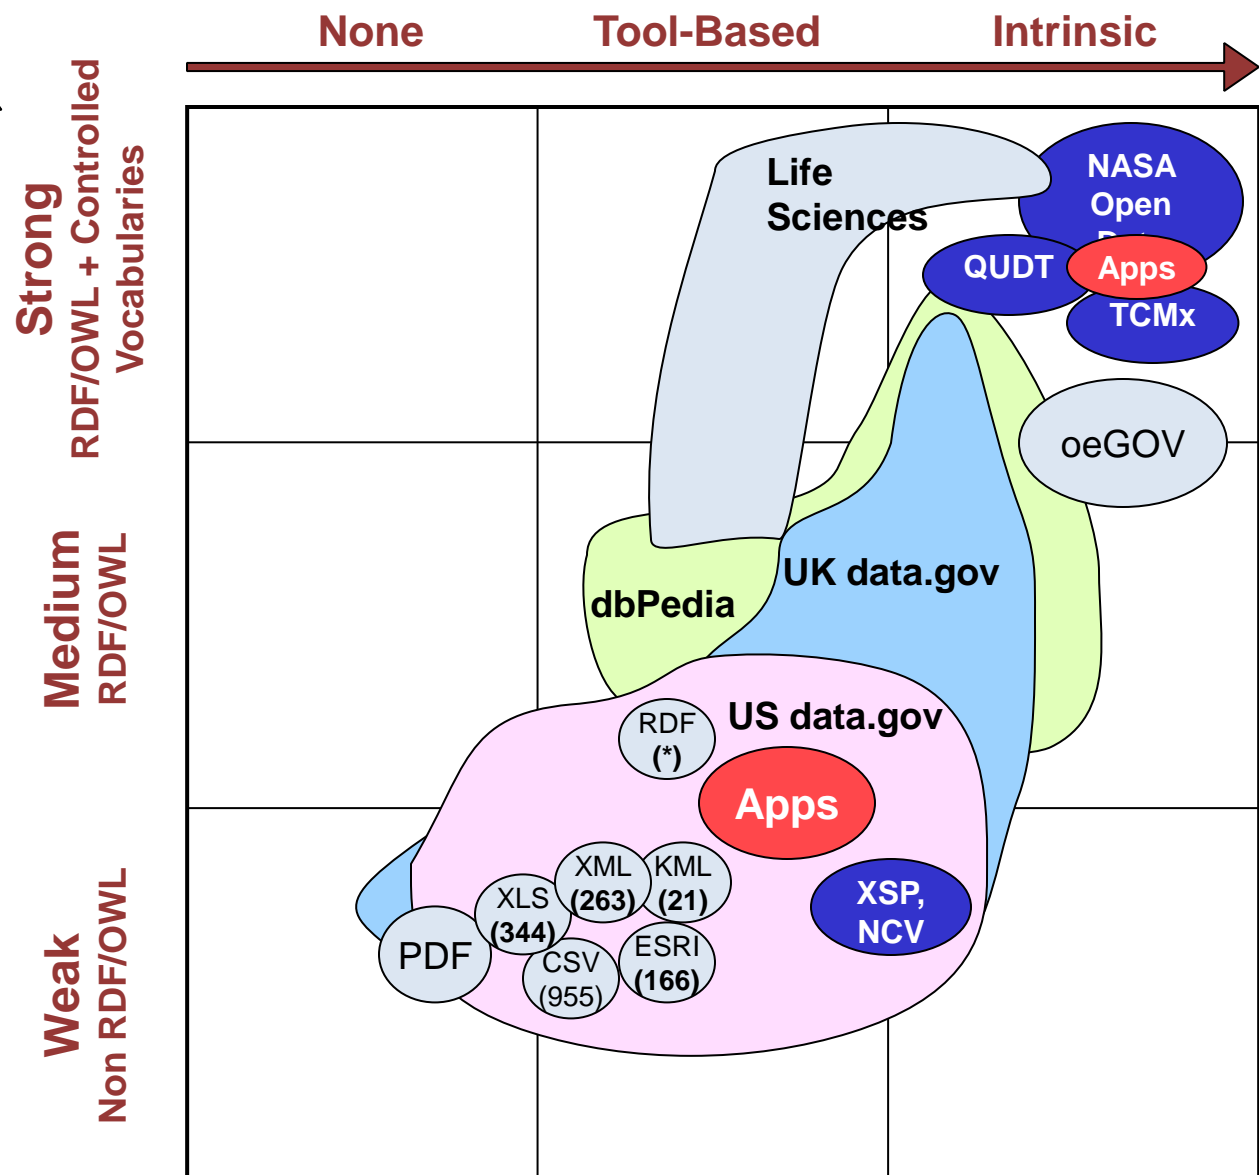 None Tool-Based Intrinsic
Strong
RDF/OWL + Controlled
Vocabularies
Life
Sciences
NASA
Open
QUDT
Apps
TCMx
oeGOV
Medium
RDF/OWL
UK data.gov
dbPedia
US data.gov
RDF
(*)
Apps
Weak
Non RDF/OWL
XML
(263)
KML
(21)
XLS
(344)
XSP,
NCV
PDF
CSV
(955)
ESRI
(166)